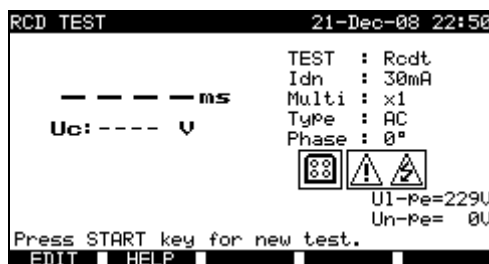 RCD TEST 21-Dec-08 22:50
TEST : Rcdt
Idn : 30mA
Multi : x1
Type : AC
Phase : 0°
----ms
Uc:---- V
Ul-pe=229V
Un-pe= 0V
Press START key for new test.
EDIT HELP